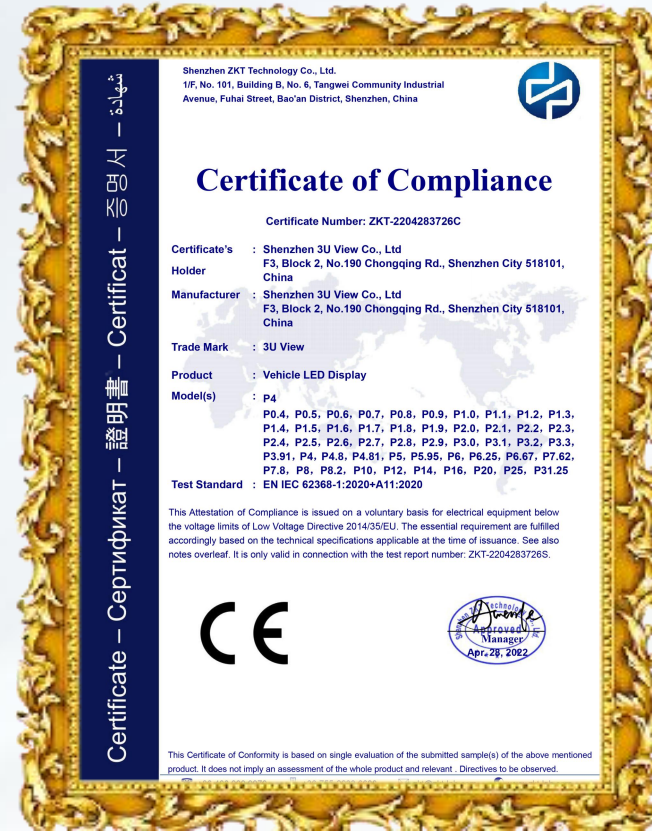 Shenzhen ZKT Technology Co., Ltd.
1/F, No. 101, Building B, No. 6, Tangwei Community Industrial
Avenue, Fuhai Street, Bao'an District, Shenzhen, China
Certificate – Сертификат – 證明書 – Certificat – 증명서 – شهادة
Certificate of Compliance
Certificate Number: ZKT-2204283726C
Certificate's Holder : Shenzhen 3U View Co., Ltd
F3, Block 2, No.190 Chongqing Rd., Shenzhen City 518101,
China
Manufacturer : Shenzhen 3U View Co., Ltd
F3, Block 2, No.190 Chongqing Rd., Shenzhen City 518101,
China
Trade Mark : 3U View
Product : Vehicle LED Display
Model(s) : P4
P0.4, P0.5, P0.6, P0.7, P0.8, P0.9, P1.0, P1.1, P1.2, P1.3,
P1.4, P1.5, P1.6, P1.7, P1.8, P1.9, P2.0, P2.1, P2.2, P2.3,
P2.4, P2.5, P2.6, P2.7, P2.8, P2.9, P3.0, P3.1, P3.2, P3.3,
P3.91, P4, P4.8, P4.81, P5, P5.95, P6, P6.25, P6.67, P7.62,
P7.8, P8, P8.2, P10, P12, P14, P16, P20, P25, P31.25
Test Standard : EN IEC 62368-1:2020+A11:2020
This Attestation of Compliance is issued on a voluntary basis for electrical equipment below
the voltage limits of Low Voltage Directive 2014/35/EU. The essential requirement are fulfilled
accordingly based on the technical specifications applicable at the time of issuance. See also
notes overleaf. It is only valid in connection with the test report number: ZKT-2204283726S.
CE
Approved
Manager
Apr. 28, 2022
This Certificate of Conformity is based on single evaluation of the submitted sample(s) of the above mentioned
product. It does not imply an assessment of the whole product and relevant . Directives to be observed.